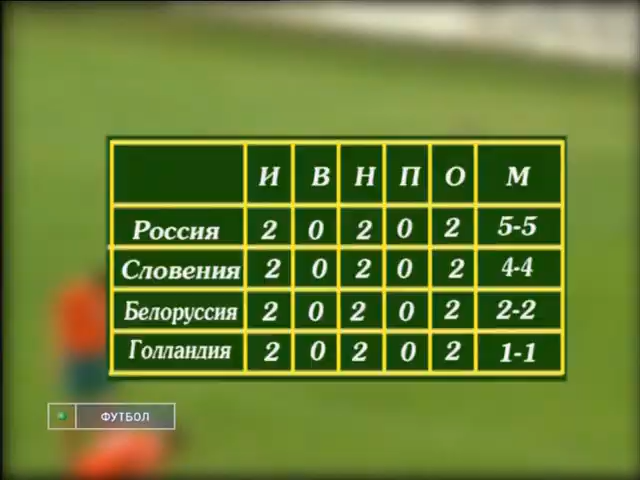 И В Н П О М
Россия 2 0 2 0 2 5-5
Словения 2 0 2 0 2 4-4
Белоруссия 2 0 2 0 2 2-2
Голландия 2 0 2 0 2 1-1
ФУТБОЛ